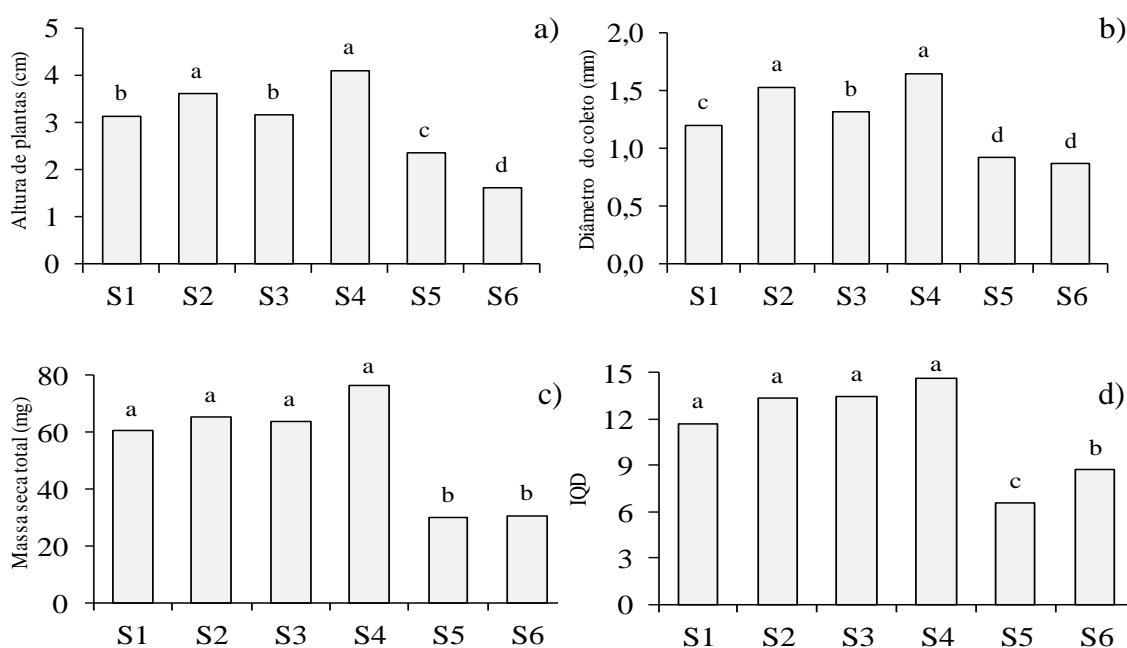 a)
Altura de plantas (cm)
5
4
3
2
1
0
b a b a c d
S1 S2 S3 S4 S5 S6
b)
Diâmetro do coleto (mm)
2,0
1,5
1,0
0,5
0,0
c a b a d d
S1 S2 S3 S4 S5 S6
c)
Massa seca total (mg)
80
60
40
20
0
a a a a b b
S1 S2 S3 S4 S5 S6
d)
IQD
15
12
9
6
3
0
a a a a c b
S1 S2 S3 S4 S5 S6